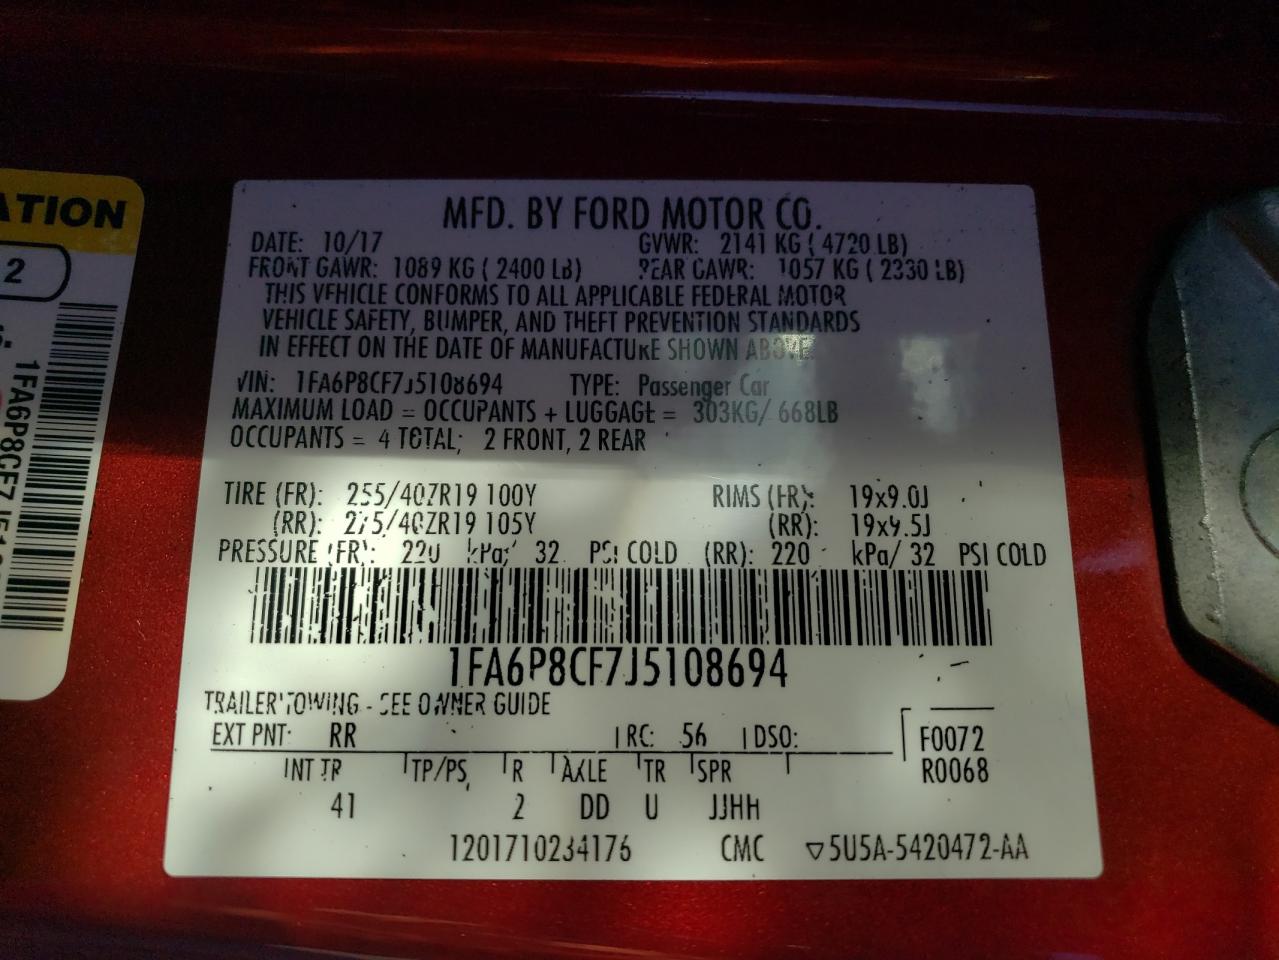 ATION
2
1FA6P8CF7J51
MFD. BY FORD MOTOR CO.
DATE: 10/17 GVWR: 2141 KG ( 4720 LB)
FRONT GAWR: 1089 KG ( 2400 LB) REAR GAWR: 1057 KG ( 2330 LB)
THIS VEHICLE CONFORMS TO ALL APPLICABLE FEDERAL MOTOR
VEHICLE SAFETY, BUMPER, AND THEFT PREVENTION STANDARDS
IN EFFECT ON THE DATE OF MANUFACTURE SHOWN ABOVE.
VIN: 1FA6P8CF7J5108694 TYPE: Passenger Car
MAXIMUM LOAD = OCCUPANTS + LUGGAGE = 303KG/ 668LB
OCCUPANTS = 4 TOTAL; 2 FRONT, 2 REAR
TIRE (FR): 255/40ZR19 100Y RIMS (FR): 19x9.0J
(RR): 275/40ZR19 105Y (RR): 19x9.5J
PRESSURE (FR): 220 kPa/ 32 PSI COLD (RR): 220 kPa/ 32 PSI COLD
1FA6P8CF7J5108694
TRAILER TOWING - SEE OWNER GUIDE
EXT PNT: RR RC: 56 DSO: F0072
INT TR TP/PS R AXLE TR SPR R0068
41 2 DD U JJHH
1201710234176 CMC ▽5U5A-5420472-AA